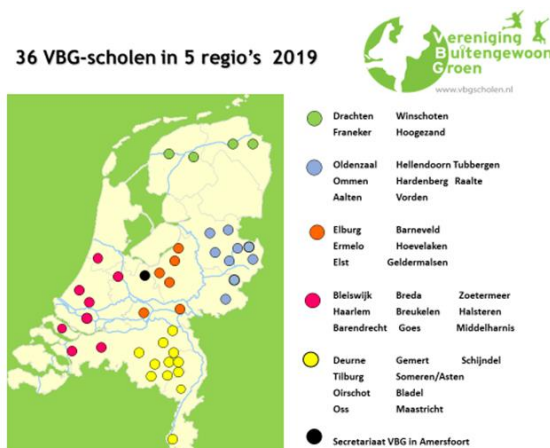 36 VBG-scholen in 5 regio's 2019
Vereniging
Buitengewoon
Groen
www.vbgscholen.nl
Drachten Winschoten
Franeker Hoogezand
Oldenzaal Hellendoorn Tubbergen
Ommen Hardenberg Raalte
Aalten Vorden
Elburg Barneveld
Ermelo Hoevelaken
Elst Geldermalsen
Bleiswijk Breda Zoetermeer
Haarlem Breukelen Halsteren
Barendrecht Goes Middelharnis
Deurne Gemert Schijndel
Tilburg Someren/Asten
Oirschot Bladel
Oss Maastricht
Secretariaat VBG in Amersfoort